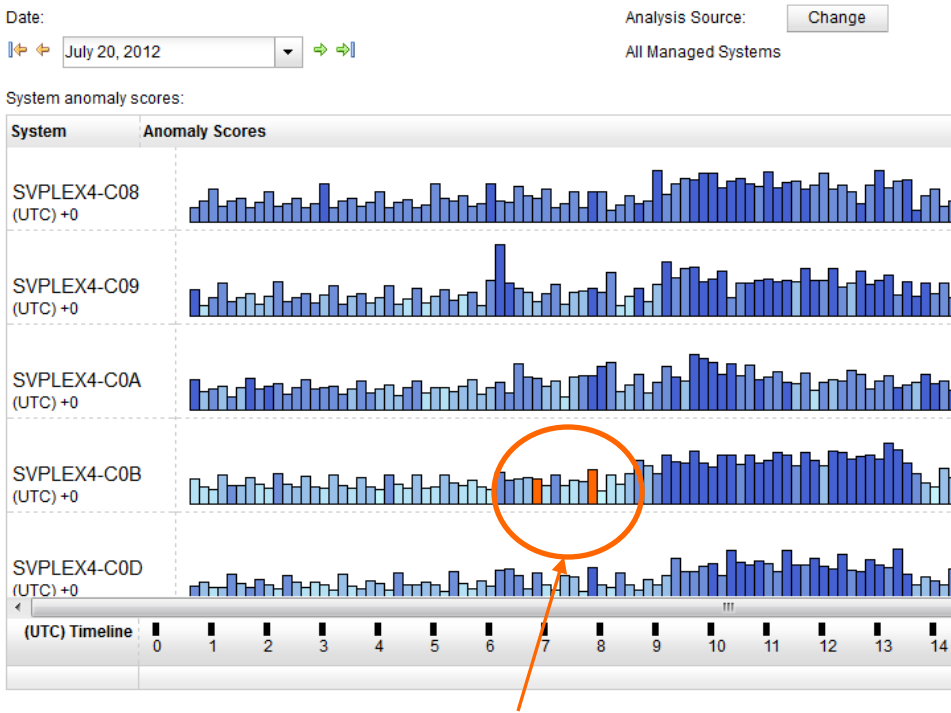 Date:
Analysis Source:
Change
July 20, 2012
All Managed Systems
System anomaly scores:
System
Anomaly Scores
SVPLEX4-C08
(UTC) +0
SVPLEX4-C09
(UTC) +0
SVPLEX4-C0A
(UTC) +0
SVPLEX4-C0B
(UTC) +0
SVPLEX4-C0D
(UTC) +0
(UTC) Timeline
0 1 2 3 4 5 6 7 8 9 10 11 12 13 14